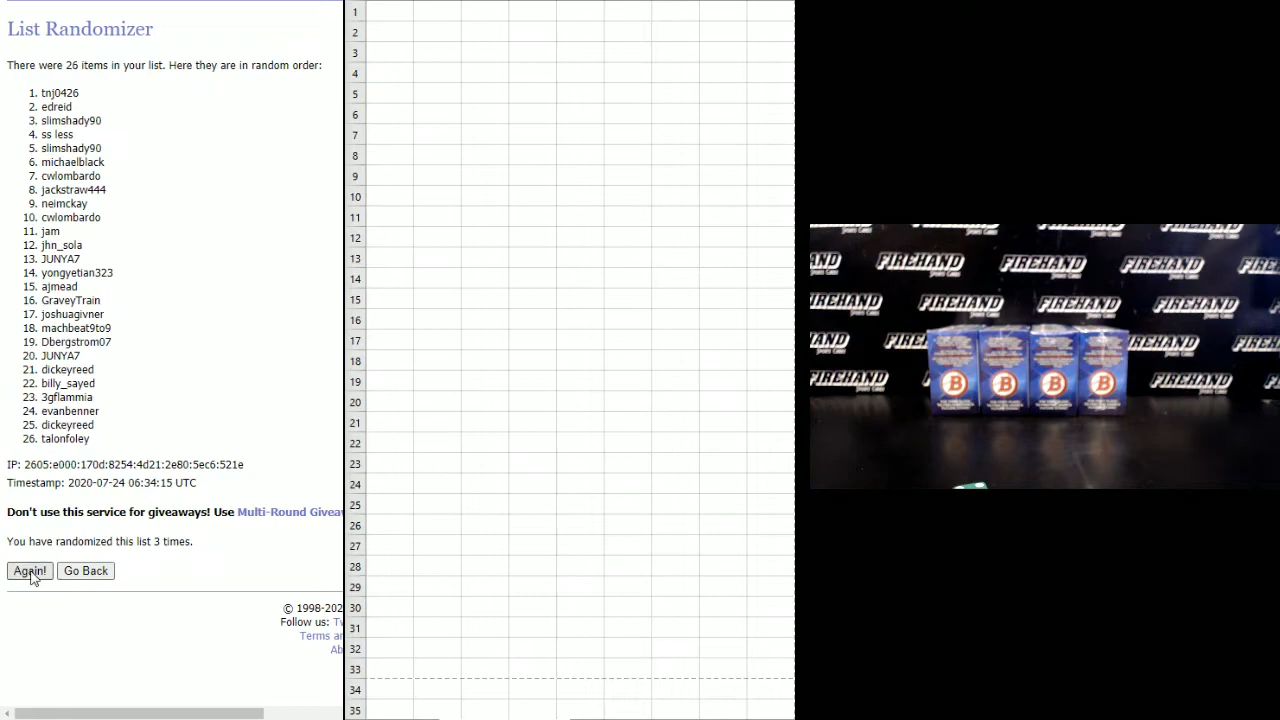 List Randomizer
There were 26 items in your list. Here they are in random order:
1. tnj0426
2. edreid
3. slimshady90
4. ss less
5. slimshady90
6. michaelblack
7. cwlombardo
8. jackstraw444
9. neimckay
10. cwlombardo
11. jam
12. jhn_sola
13. JUNYA7
14. yongyetian323
15. ajmead
16. GraveyTrain
17. joshuagivner
18. machbeat9to9
19. Dbergstrom07
20. JUNYA7
21. dickeyreed
22. billy_sayed
23. 3gflammia
24. evanbenner
25. dickeyreed
26. talonfoley
IP: 2605:e000:170d:8254:4d21:2e80:5ec6:521e
Timestamp: 2020-07-24 06:34:15 UTC
Don't use this service for giveaways! Use Multi-Round Giveaw
You have randomized this list 3 times.
Again! Go Back
© 1998-202
Follow us: Tw
Terms an
Ab
1
2
3
4
5
6
7
8
9
10
11
12
13
14
15
16
17
18
19
20
21
22
23
24
25
26
27
28
29
30
31
32
33
34
35
FIREHAND FIREHAND FIREHAND
FIREHAND FIREHAND FIREHAND
B B B B